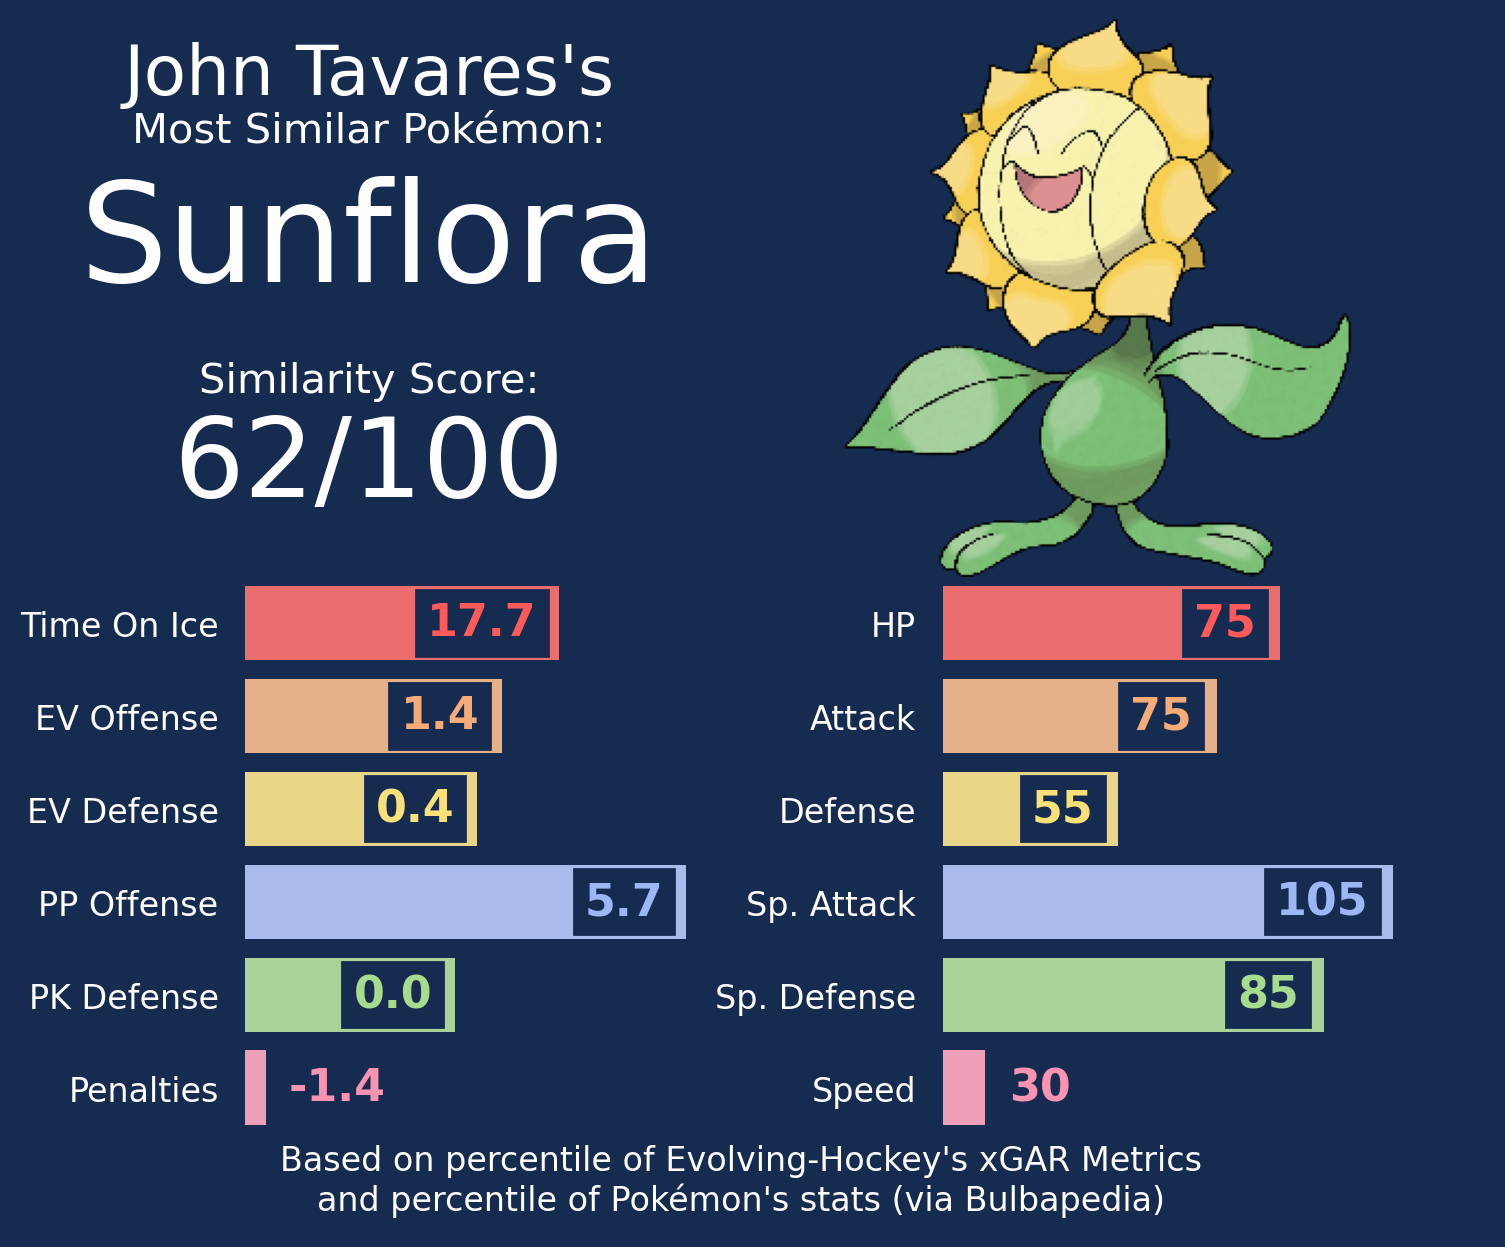 John Tavares's
Most Similar Pokémon:
Sunflora
Similarity Score:
62/100
Time On Ice 17.7
EV Offense 1.4
EV Defense 0.4
PP Offense 5.7
PK Defense 0.0
Penalties -1.4
HP 75
Attack 75
Defense 55
Sp. Attack 105
Sp. Defense 85
Speed 30
Based on percentile of Evolving-Hockey's xGAR Metrics
and percentile of Pokémon's stats (via Bulbapedia)